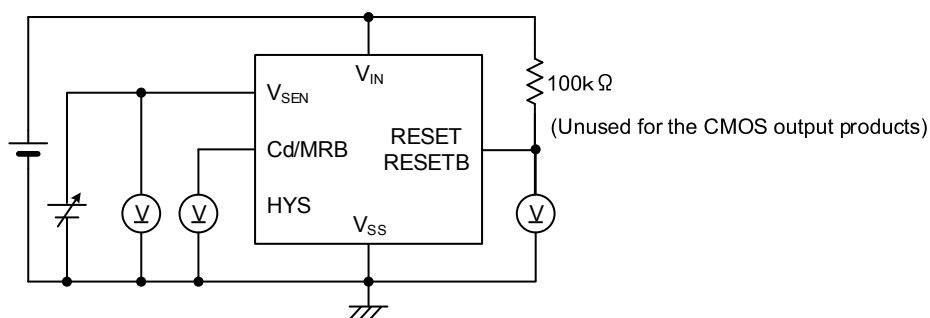 V_IN
V_SEN
100kΩ
(Unused for the CMOS output products)
RESET
Cd/MRB
RESETB
HYS
V
V
V
V_SS